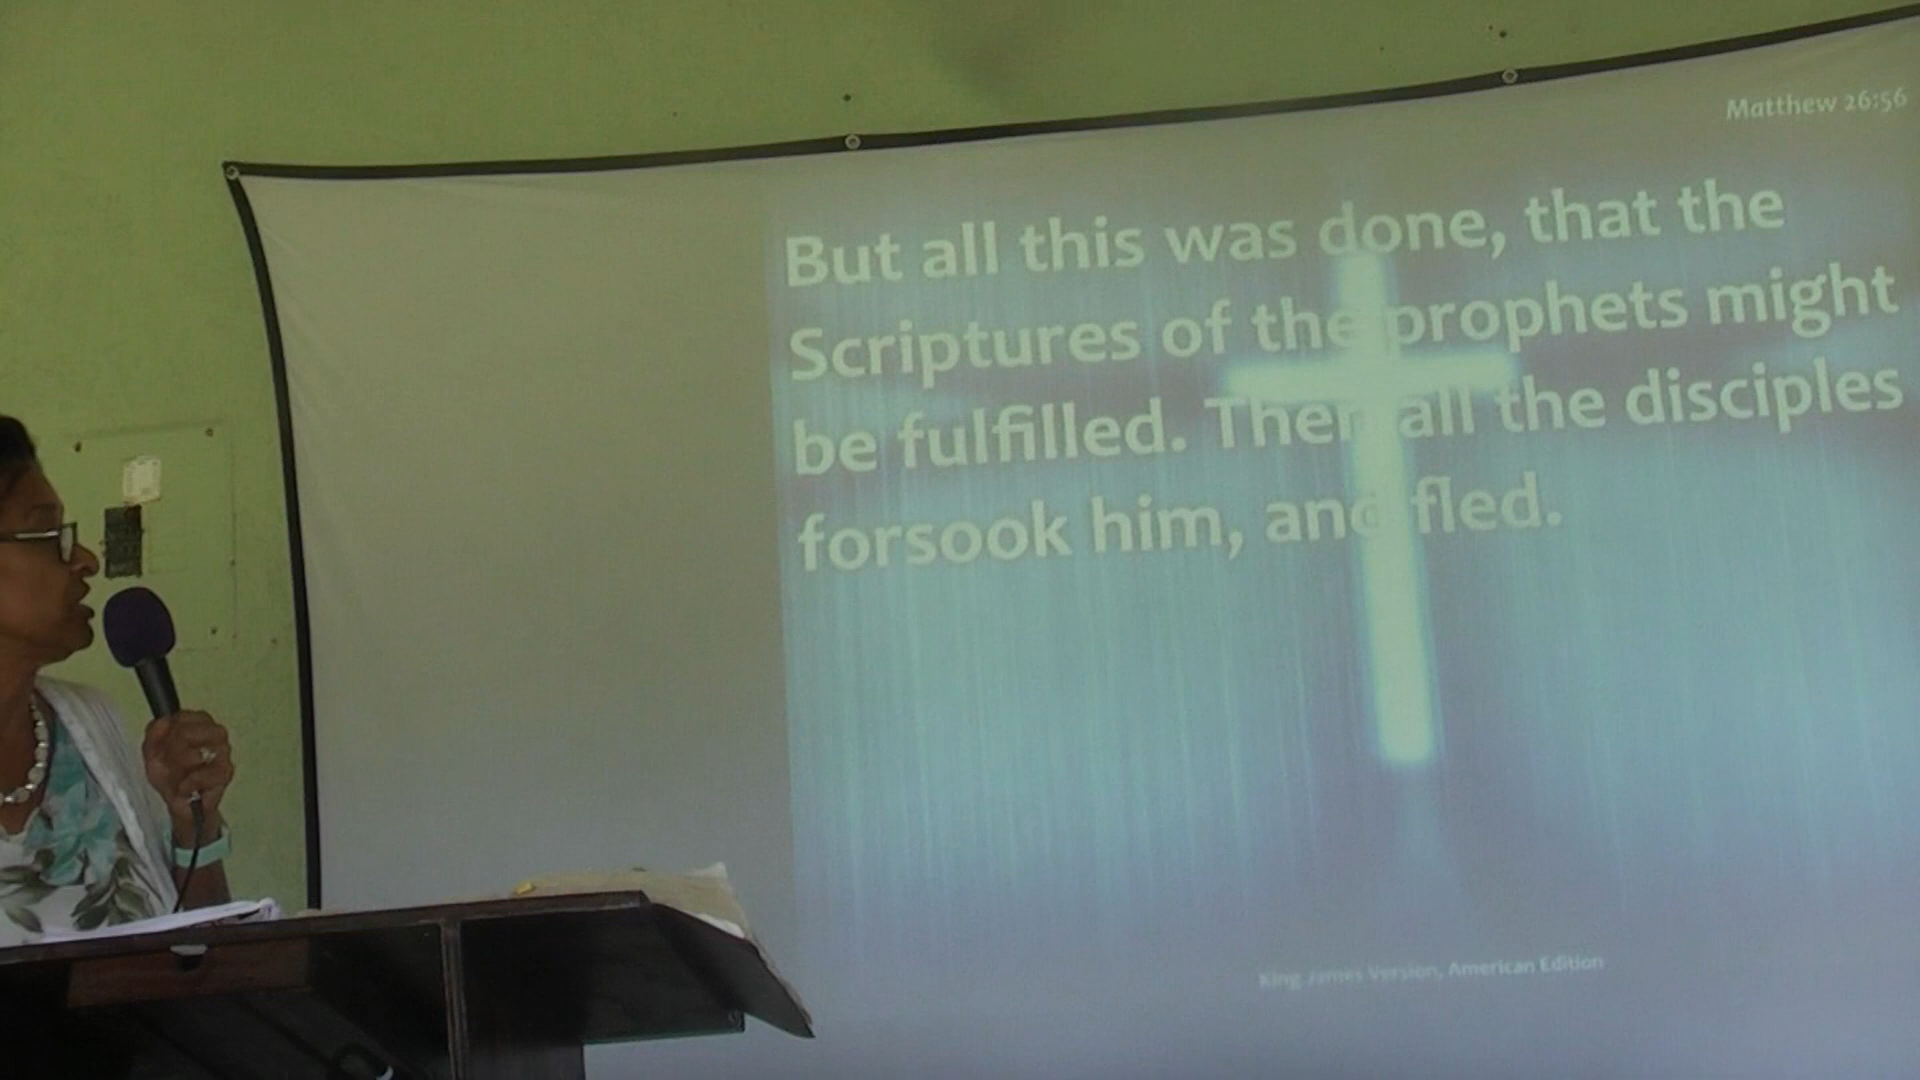 Matthew 26:56
But all this was done, that the
Scriptures of the prophets might
be fulfilled. Then all the disciples
forsook him, and fled.
King James Version, American Edition